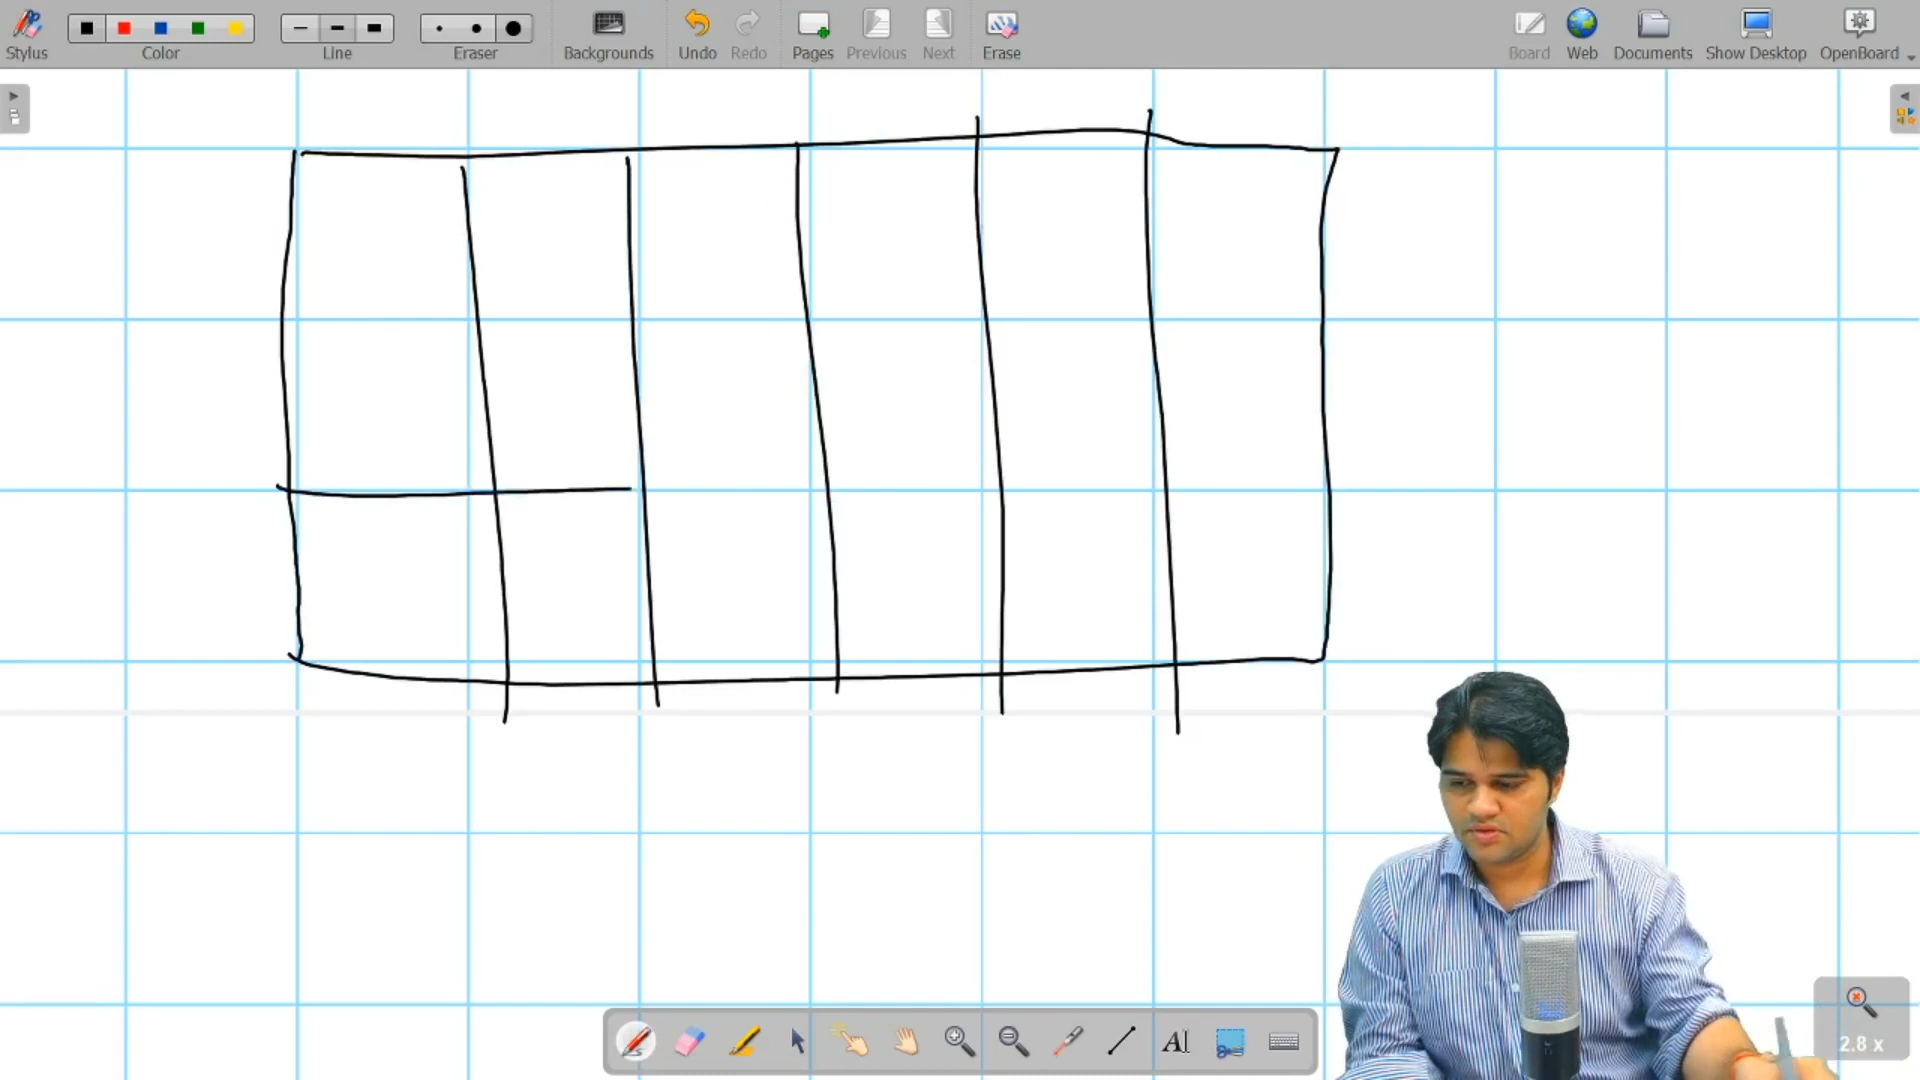 Stylus Color Line Eraser Backgrounds Undo Redo Pages Previous Next Erase Board Web Documents Show Desktop OpenBoard
AI
2.8 x